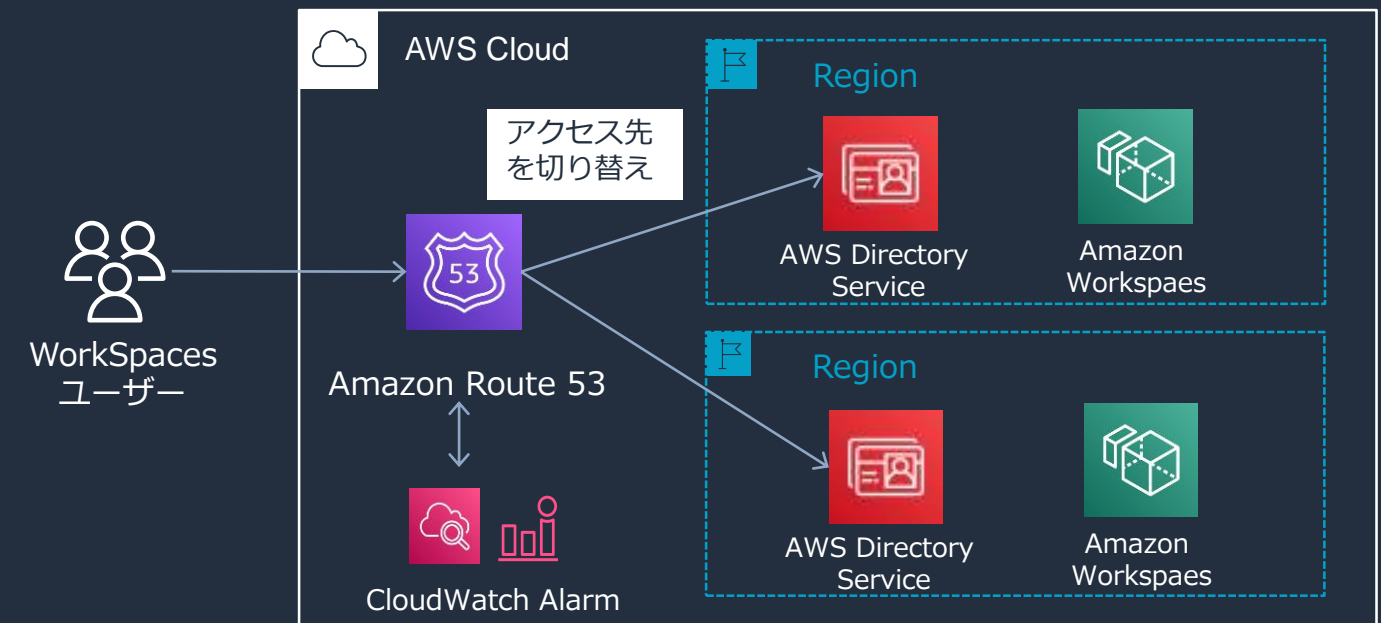 AWS Cloud
Region
アクセス先
を切り替え
AWS Directory
Service
Amazon
Workspaes
53
WorkSpaces
ユーザー
Amazon Route 53
Region
AWS Directory
Service
Amazon
Workspaes
CloudWatch Alarm